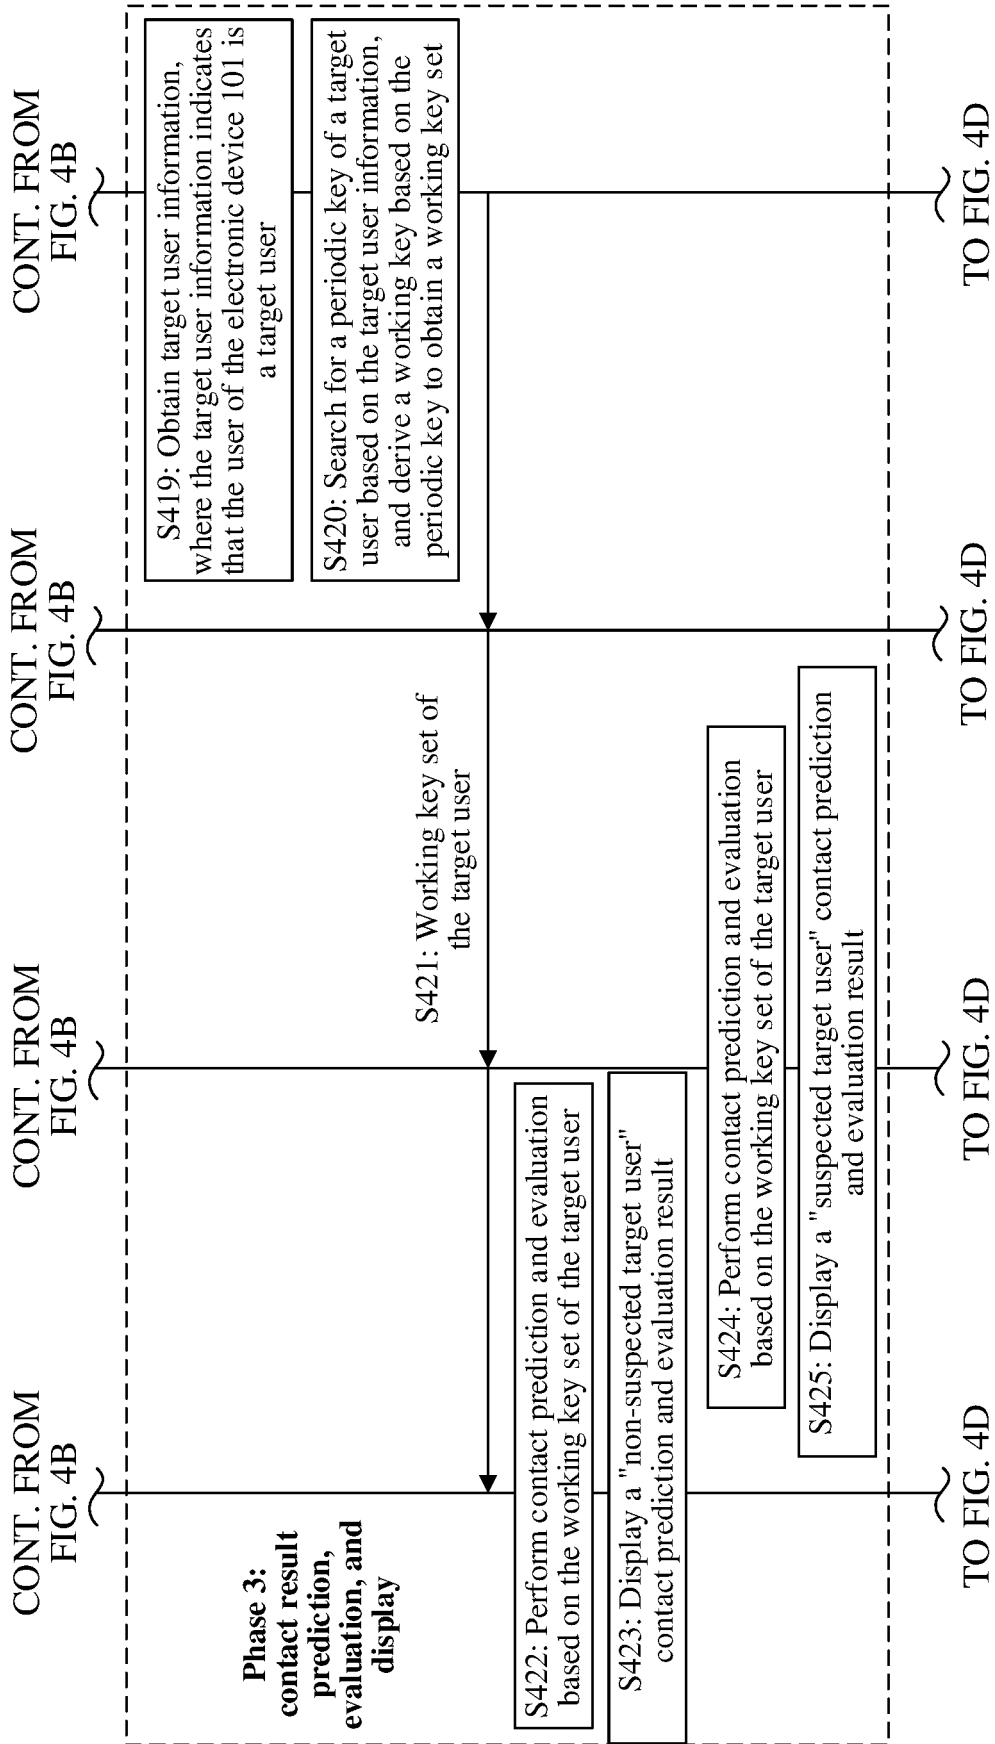 CONT. FROM
FIG. 4B
CONT. FROM
FIG. 4B
CONT. FROM
FIG. 4B
CONT. FROM
FIG. 4B
Phase 3:
contact result
prediction,
evaluation, and
display
S419: Obtain target user information,
where the target user information indicates
that the user of the electronic device 101 is
a target user
S420: Search for a periodic key of a target
user based on the target user information,
and derive a working key based on the
periodic key to obtain a working key set
S421: Working key set of
the target user
S422: Perform contact prediction and evaluation
based on the working key set of the target user
S423: Display a "non-suspected target user"
contact prediction and evaluation result
S424: Perform contact prediction and evaluation
based on the working key set of the target user
S425: Display a "suspected target user" contact prediction
and evaluation result
TO FIG. 4D
TO FIG. 4D
TO FIG. 4D
TO FIG. 4D